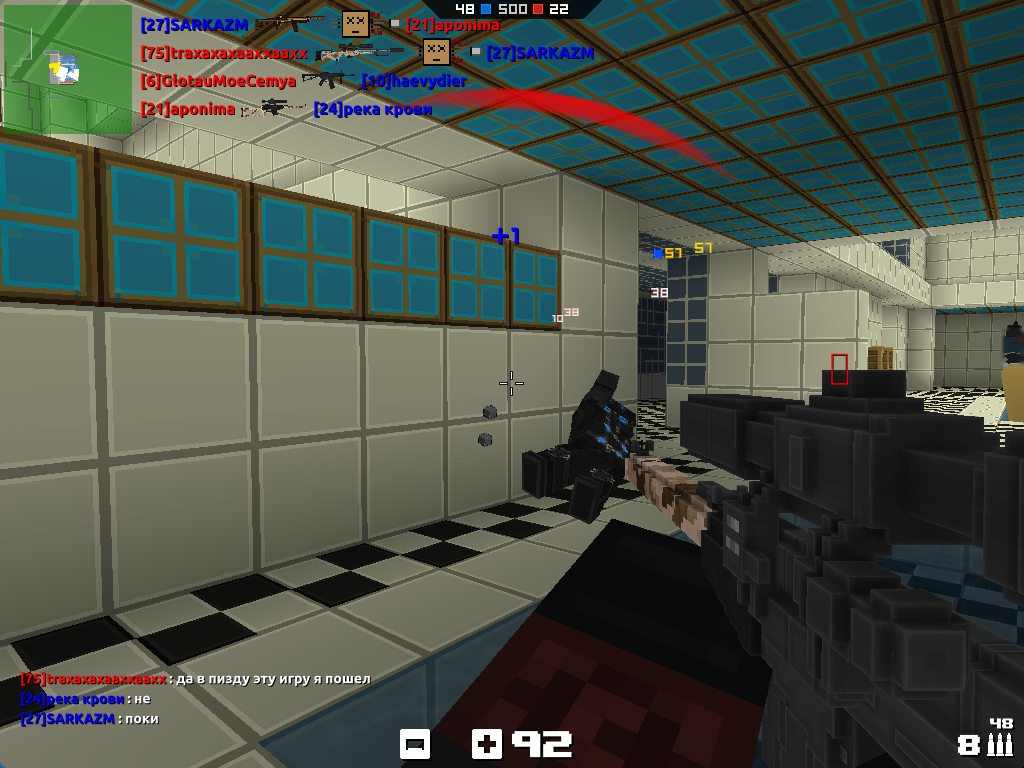 48 500 22
[27]SARKAZM [21]aponima
[75]traxaxaxaaxxaaxx [27]SARKAZM
[6]GlotauMoeCemya [10]haevydier
[21]aponima [24]река крови
+1
51 51
38
10 38
[75]traxaxaxaaxxaaxx : да в пизду эту игру я пошел
[24]река крови : не
[27]SARKAZM : поки
48
92 8